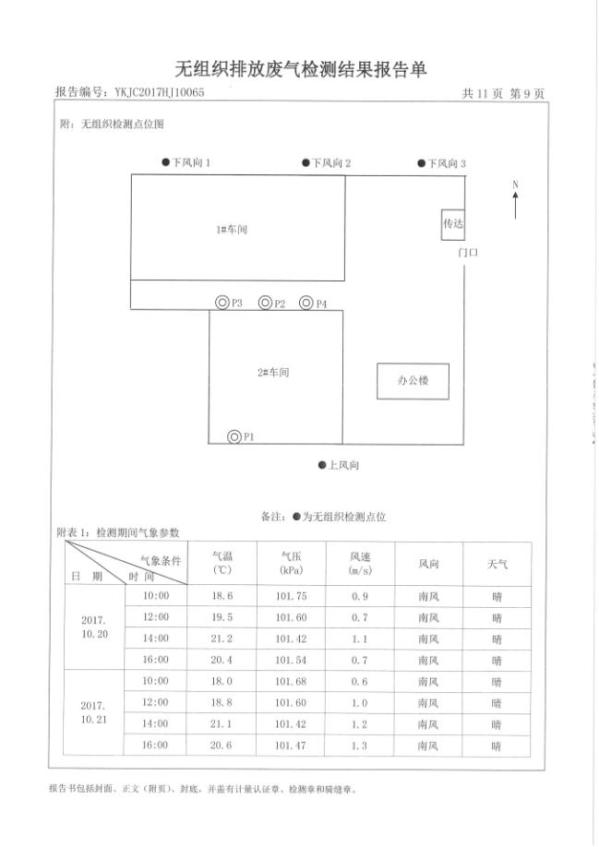 无组织排放废气检测结果报告单
报告编号：YKJC2017HJ10065 共 11 页 第 9 页
附：无组织检测点位图
●下风向 1 ●下风向 2 ●下风向 3
N
1#车间
传达
门口
◎P3 ◎P2 ◎P4
2#车间
办公楼
◎P1
●上风向
备注：●为无组织检测点位
附表 1：检测期间气象参数
气象条件 气温 气压 风速 风向 天气
日 期 时 间 (℃) (kPa) (m/s)
10:00 18.6 101.75 0.9 南风 晴
2017. 12:00 19.5 101.60 0.7 南风 晴
10.20 14:00 21.2 101.42 1.1 南风 晴
16:00 20.4 101.54 0.7 南风 晴
10:00 18.0 101.68 0.6 南风 晴
2017. 12:00 18.8 101.60 1.0 南风 晴
10.21 14:00 21.1 101.42 1.2 南风 晴
16:00 20.6 101.47 1.3 南风 晴
报告书包括封面、正文（附页）、封底，并盖有计量认证章、检测章和骑缝章。